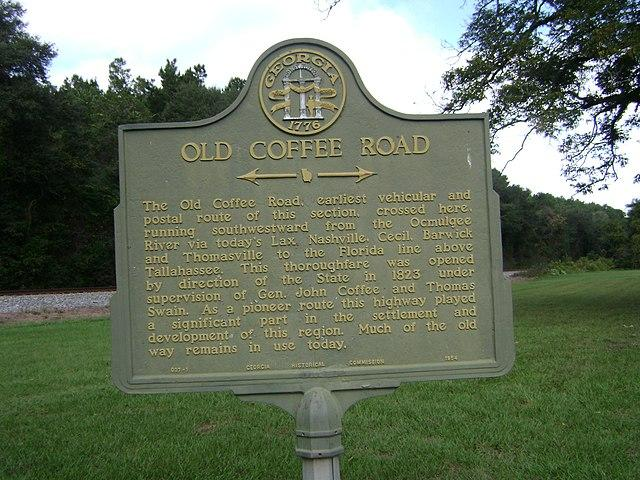 GEORGIA
1776
OLD COFFEE ROAD
The Old Coffee Road, earliest vehicular and
postal route of this section, crossed here,
running southwestward from the Ocmulgee
River via today's Lax, Nashville, Cecil, Barwick
and Thomasville to the Florida line above
Tallahassee. This thoroughfare was opened
by direction of the State in 1823 under
supervision of Gen. John Coffee and Thomas
Swain. As a pioneer route this highway played
a significant part in the settlement and
development of this region. Much of the old
way remains in use today.
GEORGIA HISTORICAL COMMISSION 1954